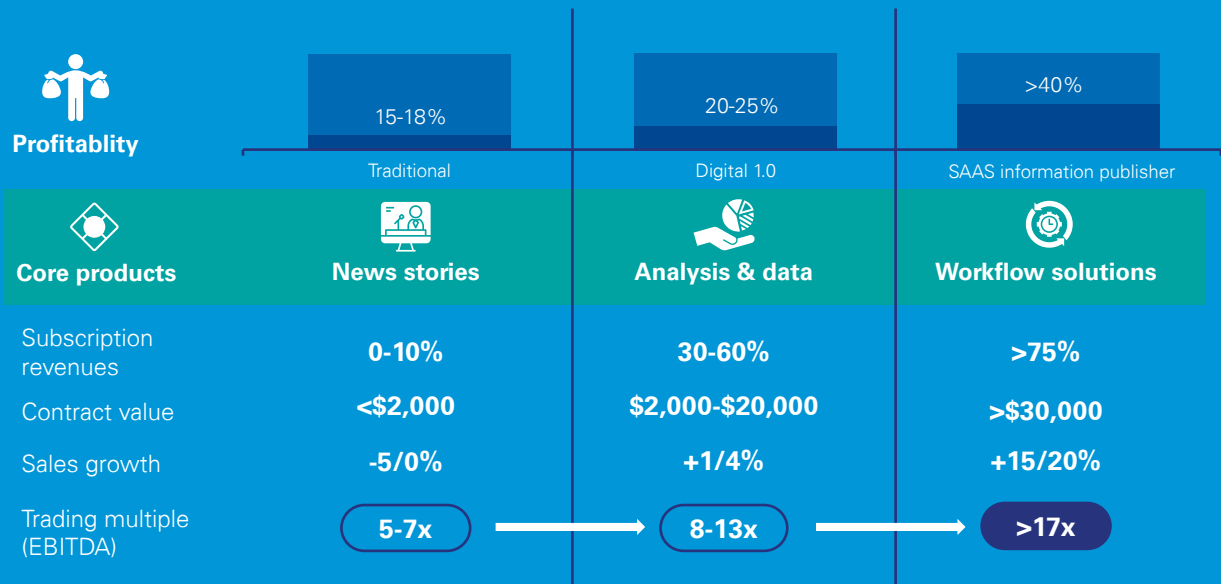 15-18%
20-25%
>40%
Profitablity
Traditional
Digital 1.0
SAAS information publisher
Core products
News stories
Analysis & data
Workflow solutions
Subscription
revenues
0-10%
30-60%
>75%
Contract value
<$2,000
$2,000-$20,000
>$30,000
Sales growth
-5/0%
+1/4%
+15/20%
Trading multiple
(EBITDA)
5-7x
8-13x
>17x